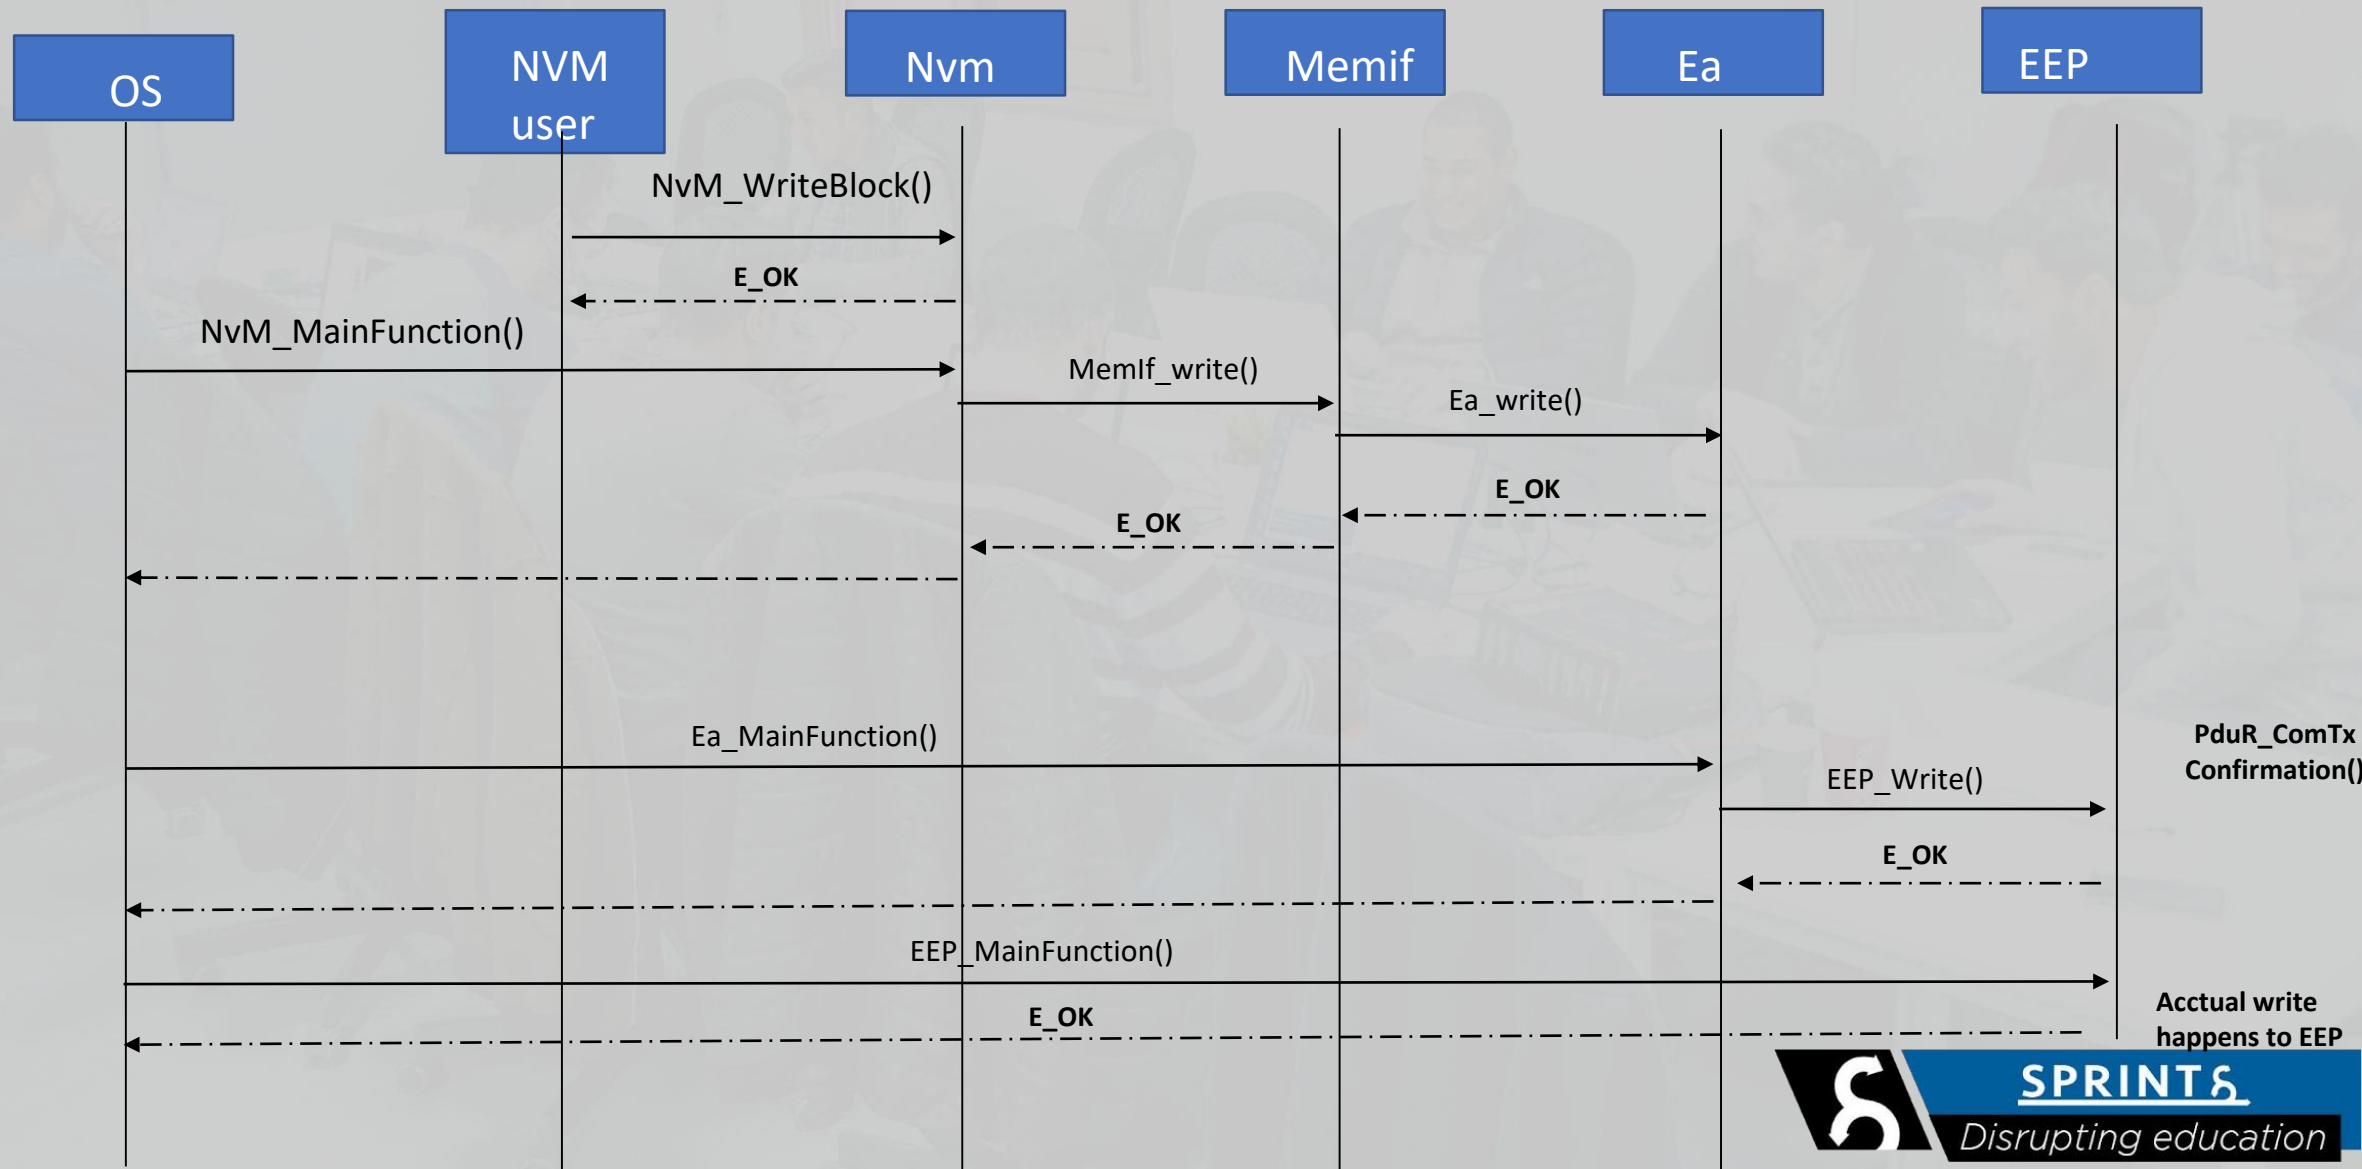 OS
NVM
user
Nvm
Memif
Ea
EEP
NvM_WriteBlock()
E_OK
NvM_MainFunction()
MemIf_write()
Ea_write()
E_OK
E_OK
Ea_MainFunction()
PduR_ComTx
Confirmation()
EEP_Write()
E_OK
EEP_MainFunction()
E_OK
Acctual write
happens to EEP
SPRINTS
Disrupting education